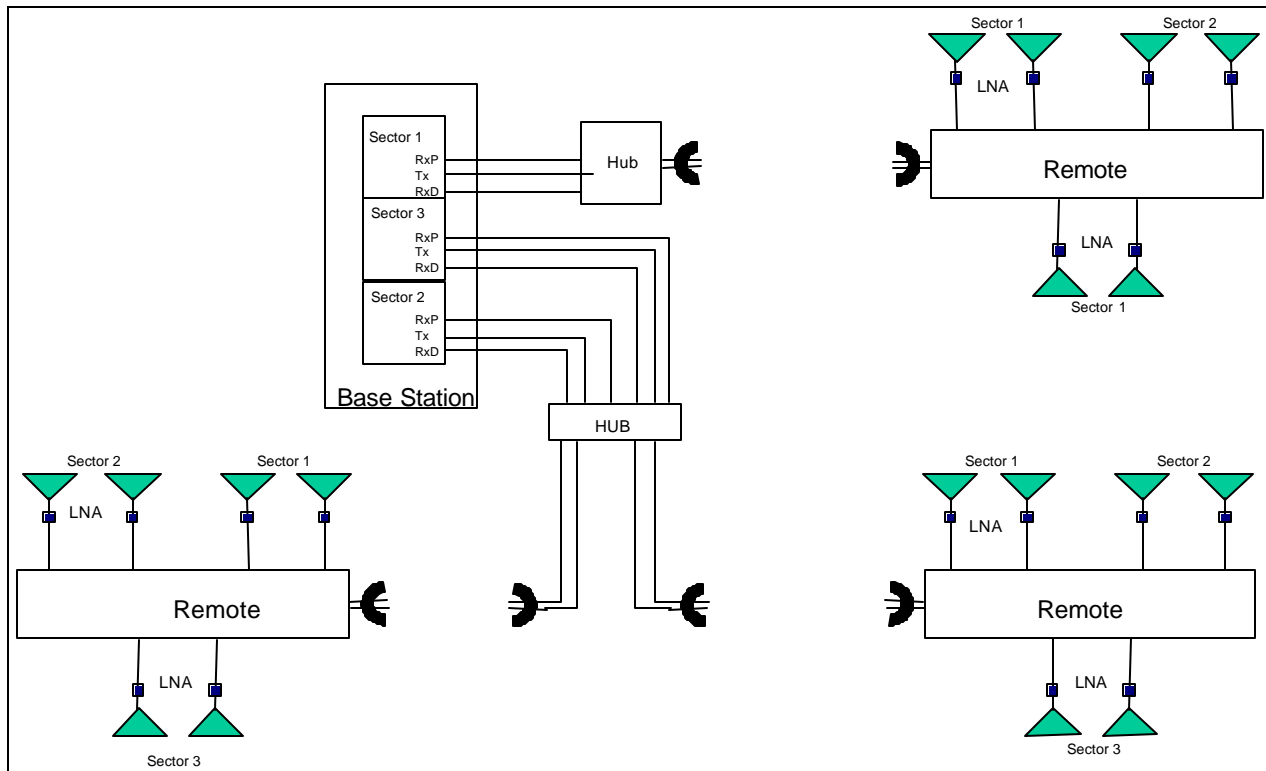 Sector 1
Sector 2
LNA
Remote
LNA
Sector 1
Sector 1
RxP
Tx
RxD
Hub
Sector 3
RxP
Tx
RxD
Sector 2
RxP
Tx
RxD
Base Station
HUB
Sector 2
Sector 1
LNA
Remote
LNA
Sector 3
Sector 1
Sector 2
LNA
Remote
LNA
Sector 3